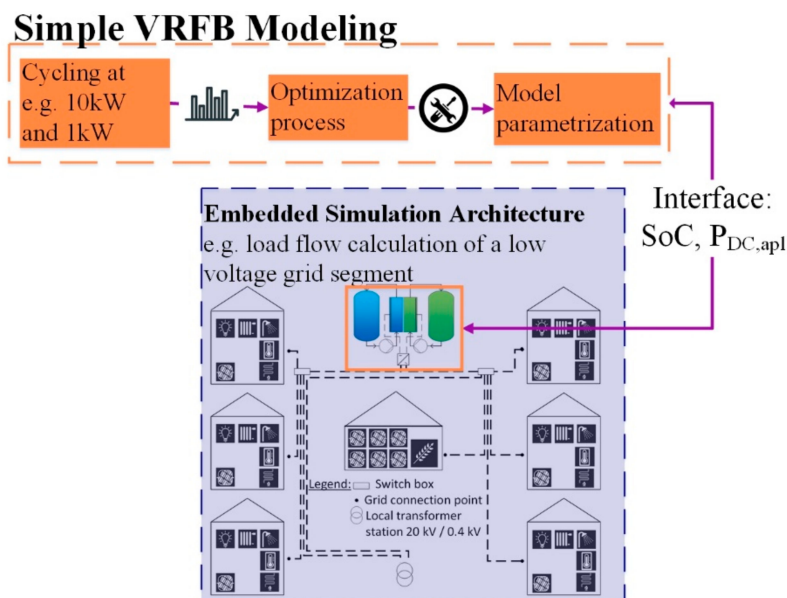 Simple VRFB Modeling
Cycling at
e.g. 10kW
and 1kW
Optimization
process
Model
parametrization
Interface:
SoC, P_DC,apl
Embedded Simulation Architecture
e.g. load flow calculation of a low
voltage grid segment
Legend: Switch box
Grid connection point
Local transformer
station 20 kV / 0.4 kV